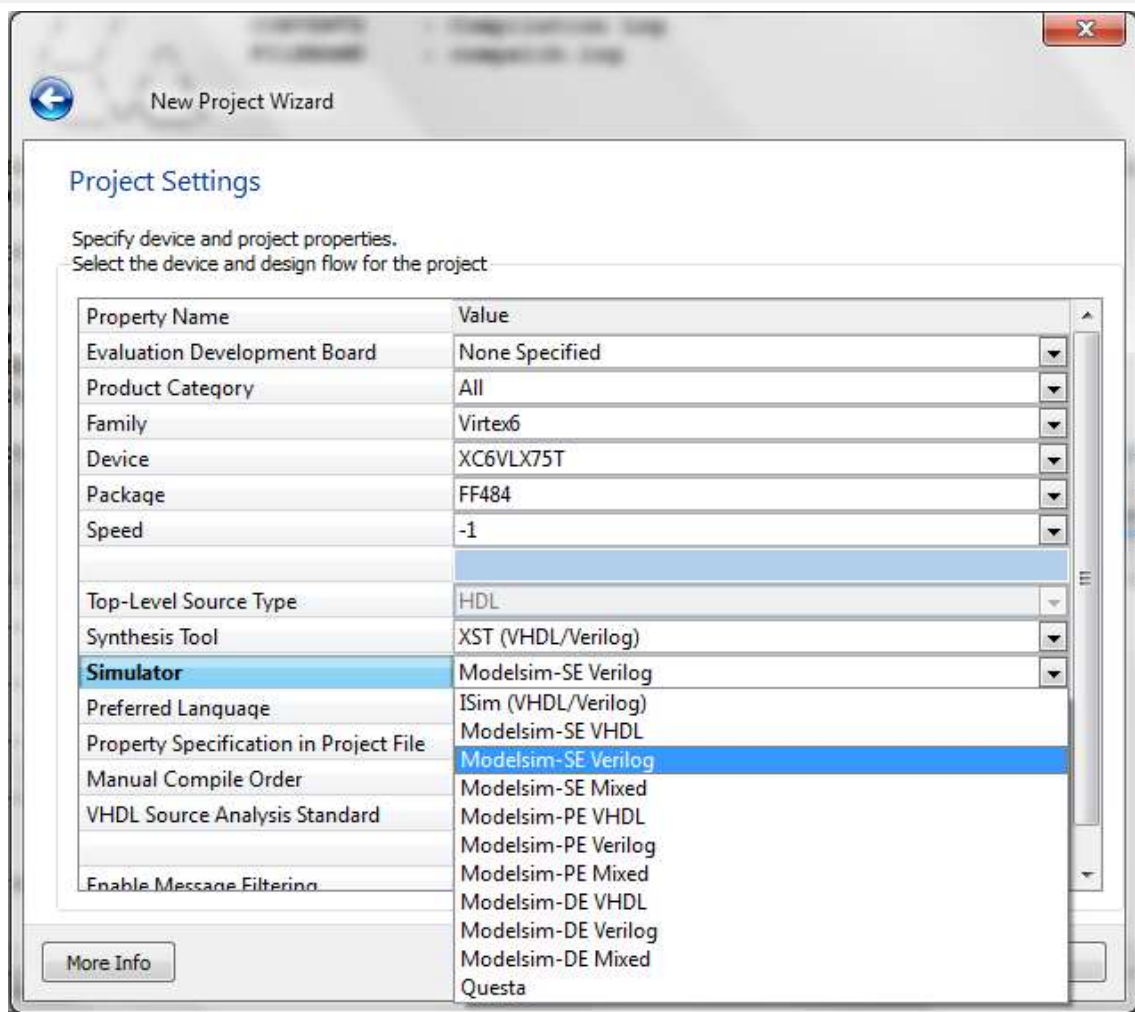 New Project Wizard
Project Settings
Specify device and project properties.
Select the device and design flow for the project
Property Name Value
Evaluation Development Board None Specified
Product Category All
Family Virtex6
Device XC6VLX75T
Package FF484
Speed -1
Top-Level Source Type HDL
Synthesis Tool XST (VHDL/Verilog)
Simulator Modelsim-SE Verilog
Preferred Language
Property Specification in Project File
Manual Compile Order
VHDL Source Analysis Standard
Enable Message Filtering
ISim (VHDL/Verilog)
Modelsim-SE VHDL
Modelsim-SE Verilog
Modelsim-SE Mixed
Modelsim-PE VHDL
Modelsim-PE Verilog
Modelsim-PE Mixed
Modelsim-DE VHDL
Modelsim-DE Verilog
Modelsim-DE Mixed
Questa
More Info